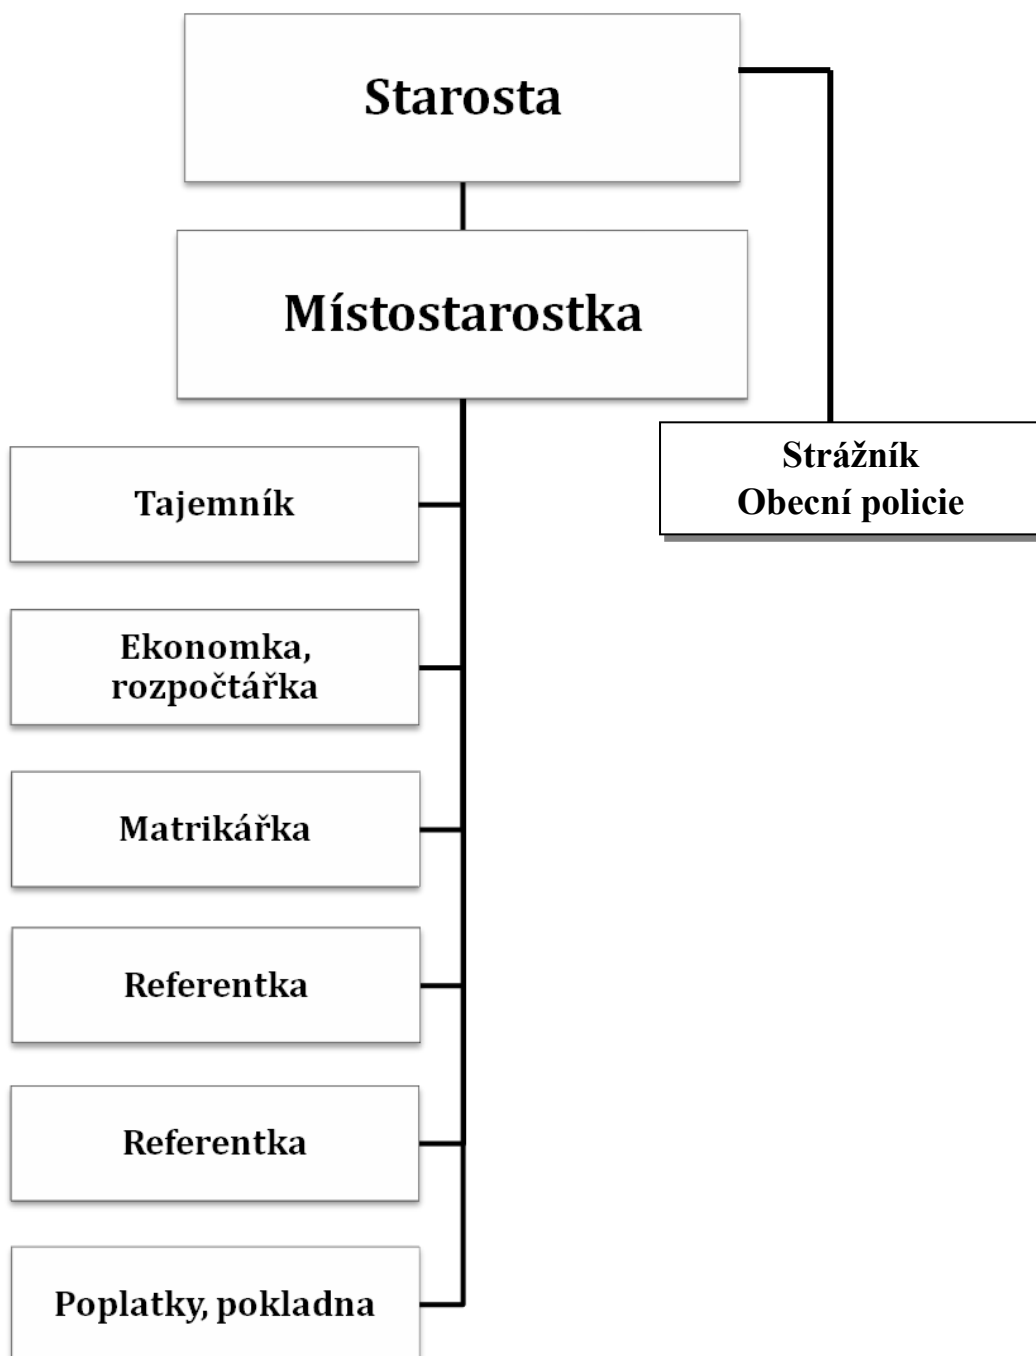 Starosta
Místostarostka
Strážník
Obecní policie
Tajemník
Ekonomka,
rozpočtářka
Matrikářka
Referentka
Referentka
Poplatky, pokladna